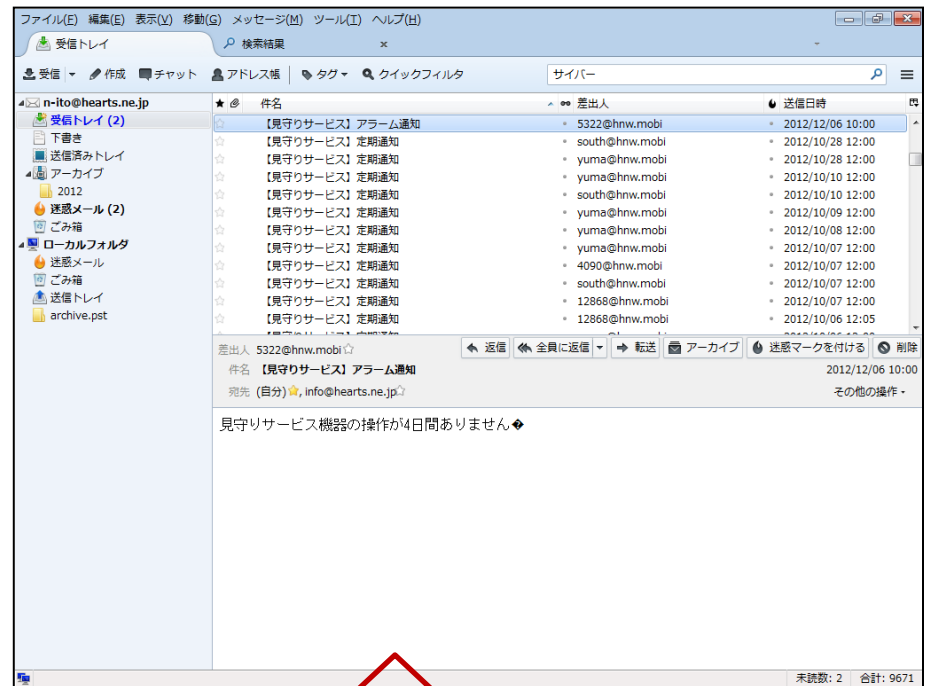 ファイル(F) 編集(E) 表示(V) 移動(G) メッセージ(M) ツール(T) ヘルプ(H)
受信トレイ 検索結果
受信 作成 チャット アドレス帳 タグ クイックフィルタ サイバー
n-ito@hearts.ne.jp
受信トレイ (2)
下書き
送信済みトレイ
アーカイブ
2012
迷惑メール (2)
ごみ箱
ローカルフォルダ
迷惑メール
ごみ箱
送信トレイ
archive.pst
件名 差出人 送信日時
【見守りサービス】アラーム通知 5322@hnw.mobi 2012/12/06 10:00
【見守りサービス】定期通知 south@hnw.mobi 2012/10/28 12:00
【見守りサービス】定期通知 yuma@hnw.mobi 2012/10/28 12:00
【見守りサービス】定期通知 yuma@hnw.mobi 2012/10/10 12:00
【見守りサービス】定期通知 south@hnw.mobi 2012/10/10 12:00
【見守りサービス】定期通知 yuma@hnw.mobi 2012/10/09 12:00
【見守りサービス】定期通知 yuma@hnw.mobi 2012/10/08 12:00
【見守りサービス】定期通知 yuma@hnw.mobi 2012/10/07 12:00
【見守りサービス】定期通知 4090@hnw.mobi 2012/10/07 12:00
【見守りサービス】定期通知 south@hnw.mobi 2012/10/07 12:00
【見守りサービス】定期通知 12868@hnw.mobi 2012/10/07 12:00
【見守りサービス】定期通知 12868@hnw.mobi 2012/10/06 12:05
差出人 5322@hnw.mobi 返信 全員に返信 転送 アーカイブ 迷惑マークを付ける 削除
件名 【見守りサービス】アラーム通知 2012/12/06 10:00
宛先 (自分), info@hearts.ne.jp その他の操作
見守りサービス機器の操作が4日間ありません�
未読数: 2 合計: 9671